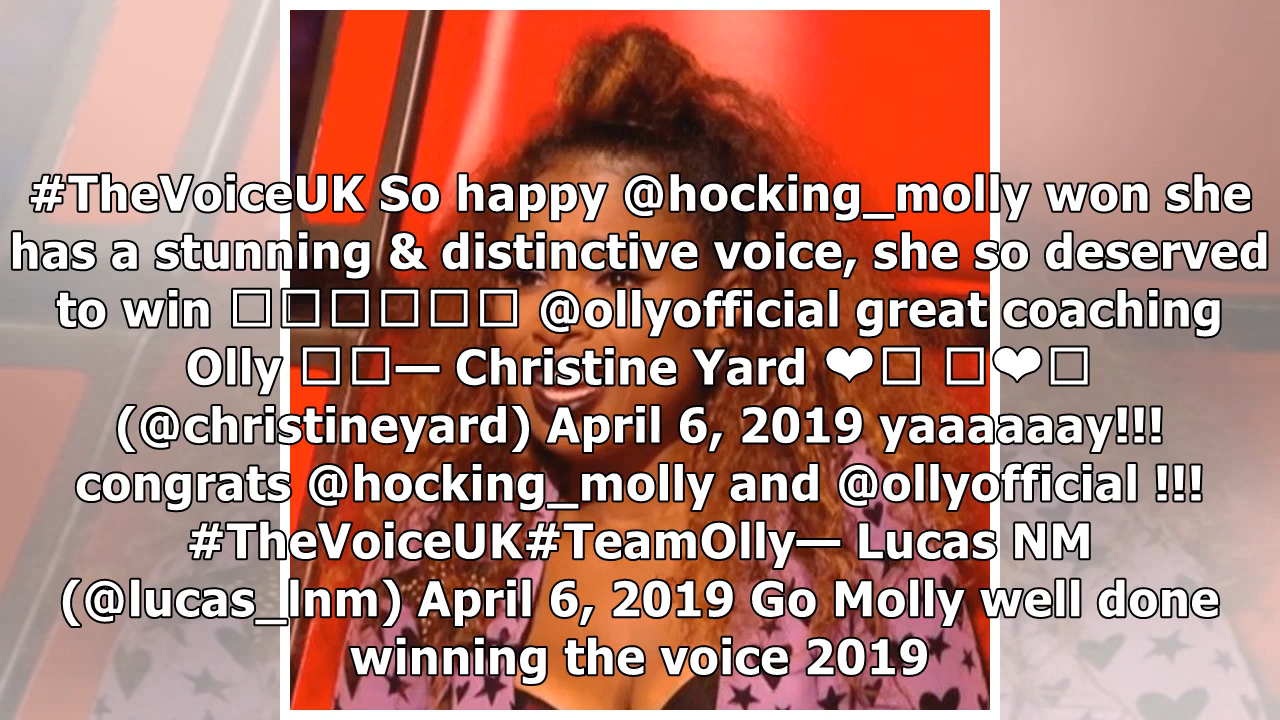 #TheVoiceUK So happy @hocking_molly won she
has a stunning & distinctive voice, she so deserved
to win □□□□□□ @ollyofficial great coaching
Olly □□— Christine Yard ❤□ □❤□
(@christineyard) April 6, 2019 yaaaaaay!!!
congrats @hocking_molly and @ollyofficial !!!
#TheVoiceUK#TeamOlly— Lucas NM
(@lucas_lnm) April 6, 2019 Go Molly well done
winning the voice 2019